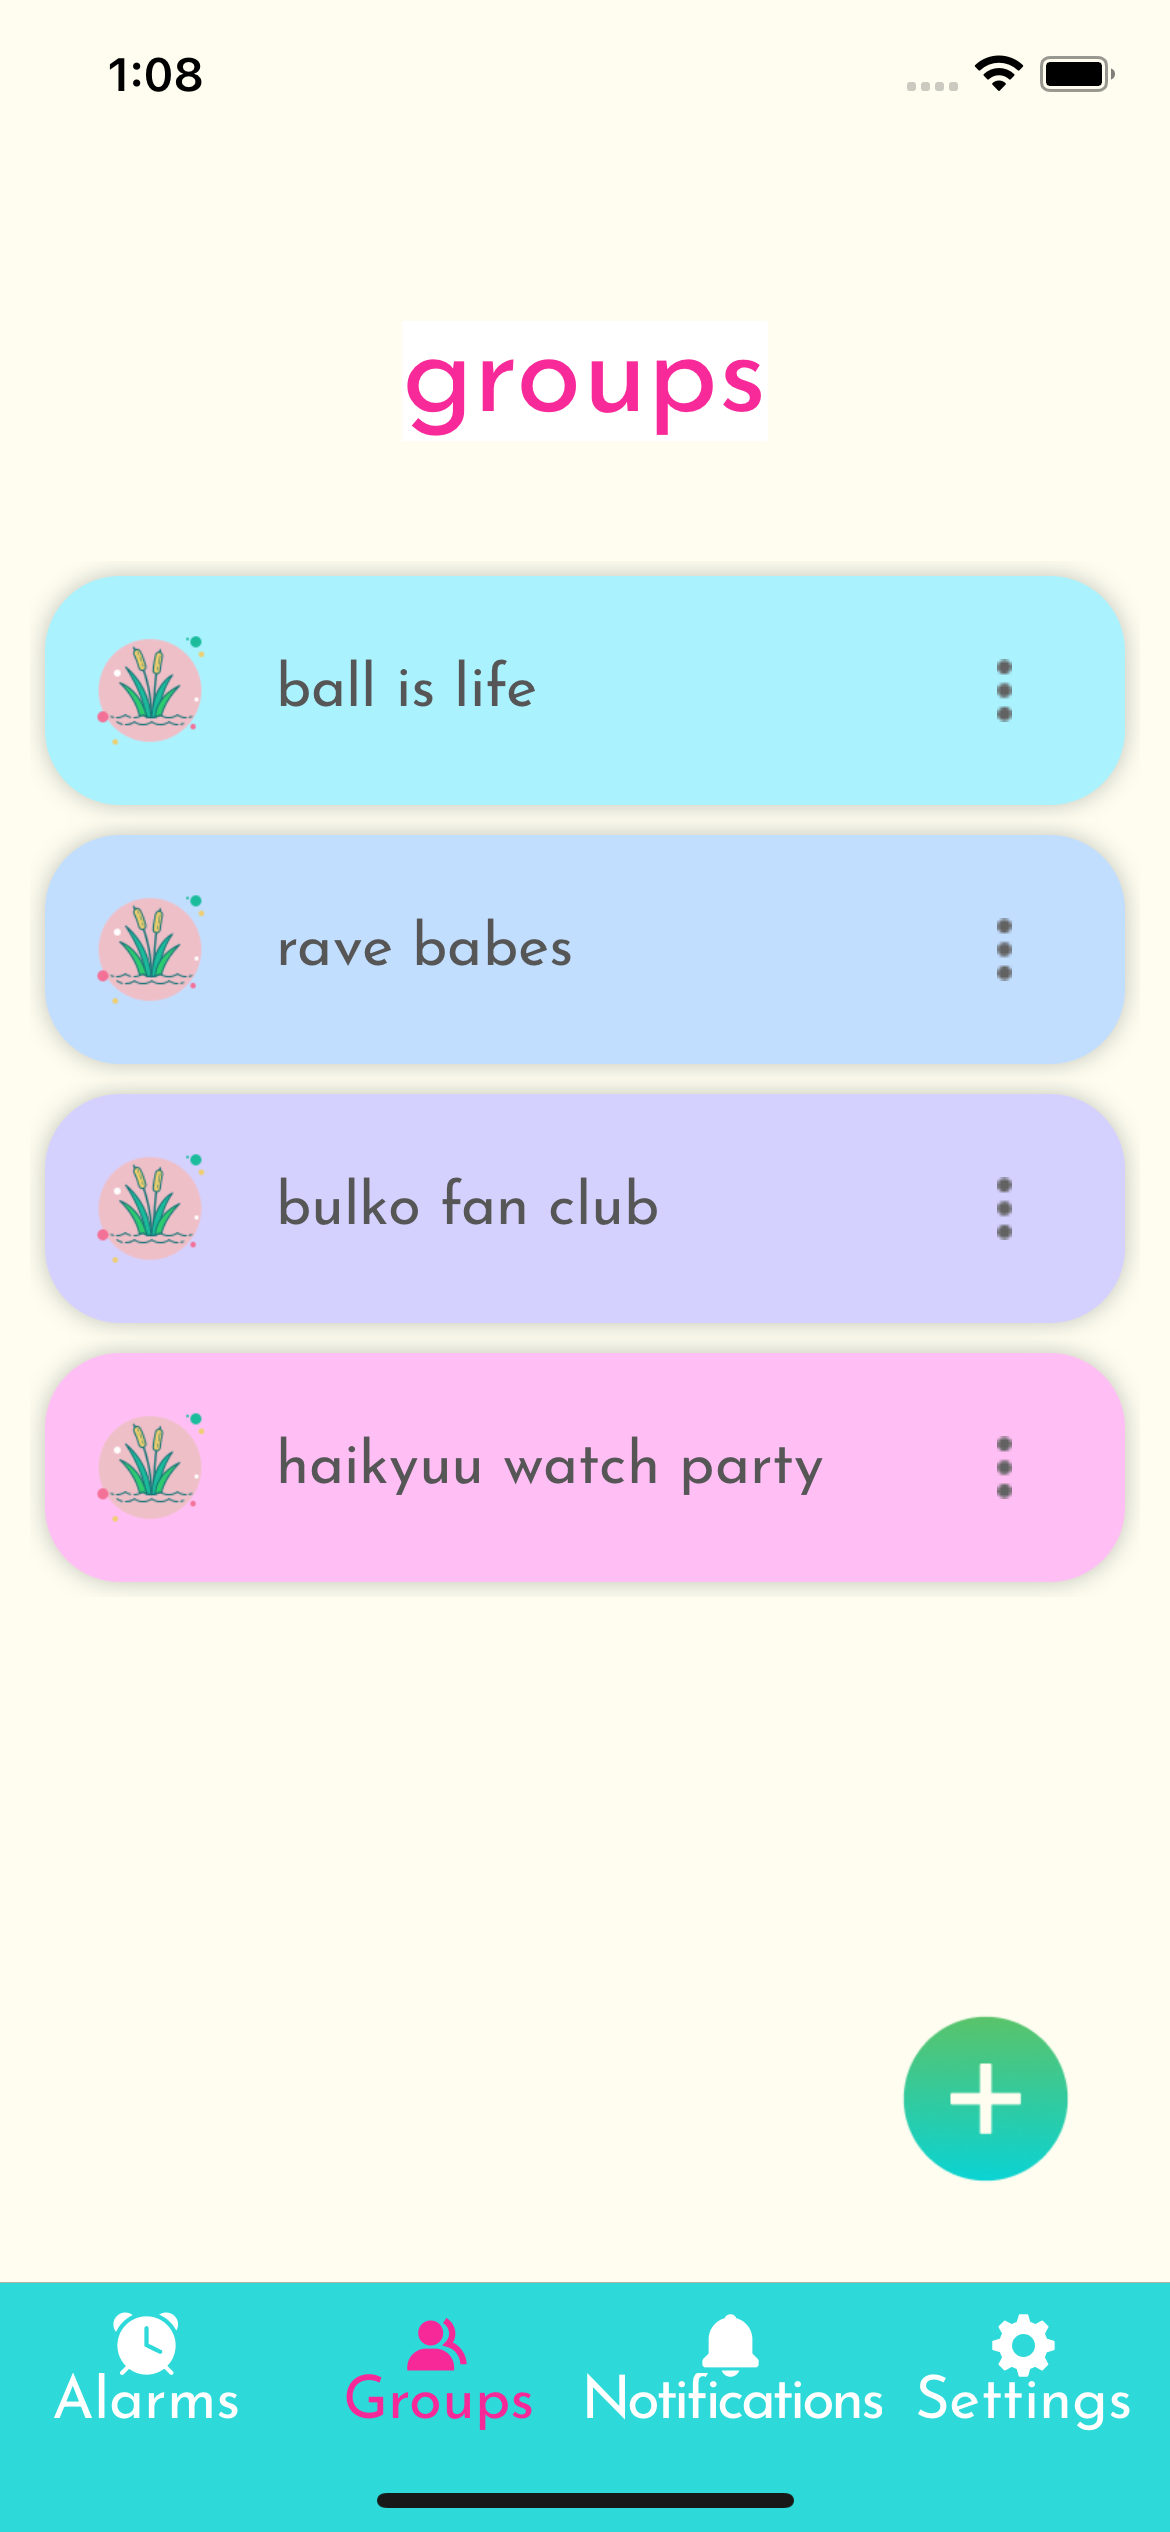 1:08
groups
ball is life
rave babes
bulko fan club
haikyuu watch party
Alarms Groups Notifications Settings